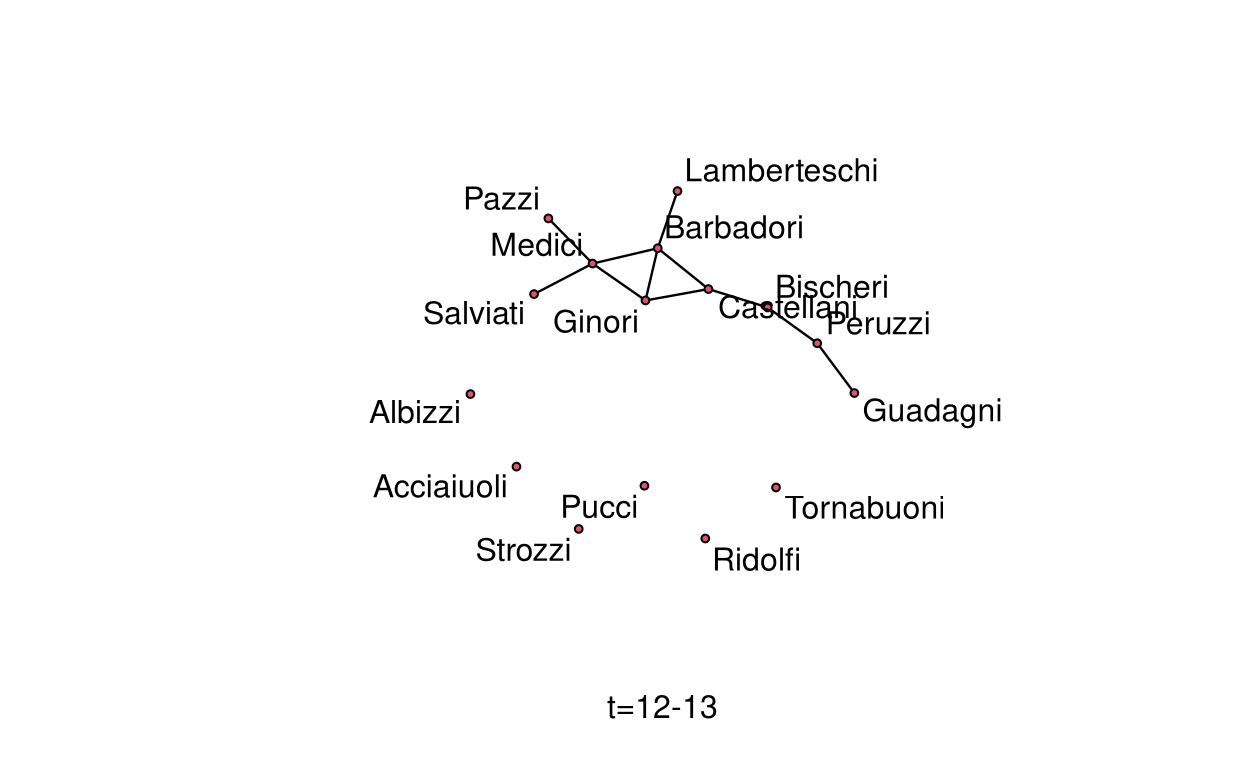 Lamberteschi
Pazzi
Barbadori
Medici
Bischeri
Castellani
Salviati
Ginori
Peruzzi
Albizzi
Guadagni
Acciaiuoli
Pucci
Tornabuoni
Strozzi
Ridolfi
t=12-13